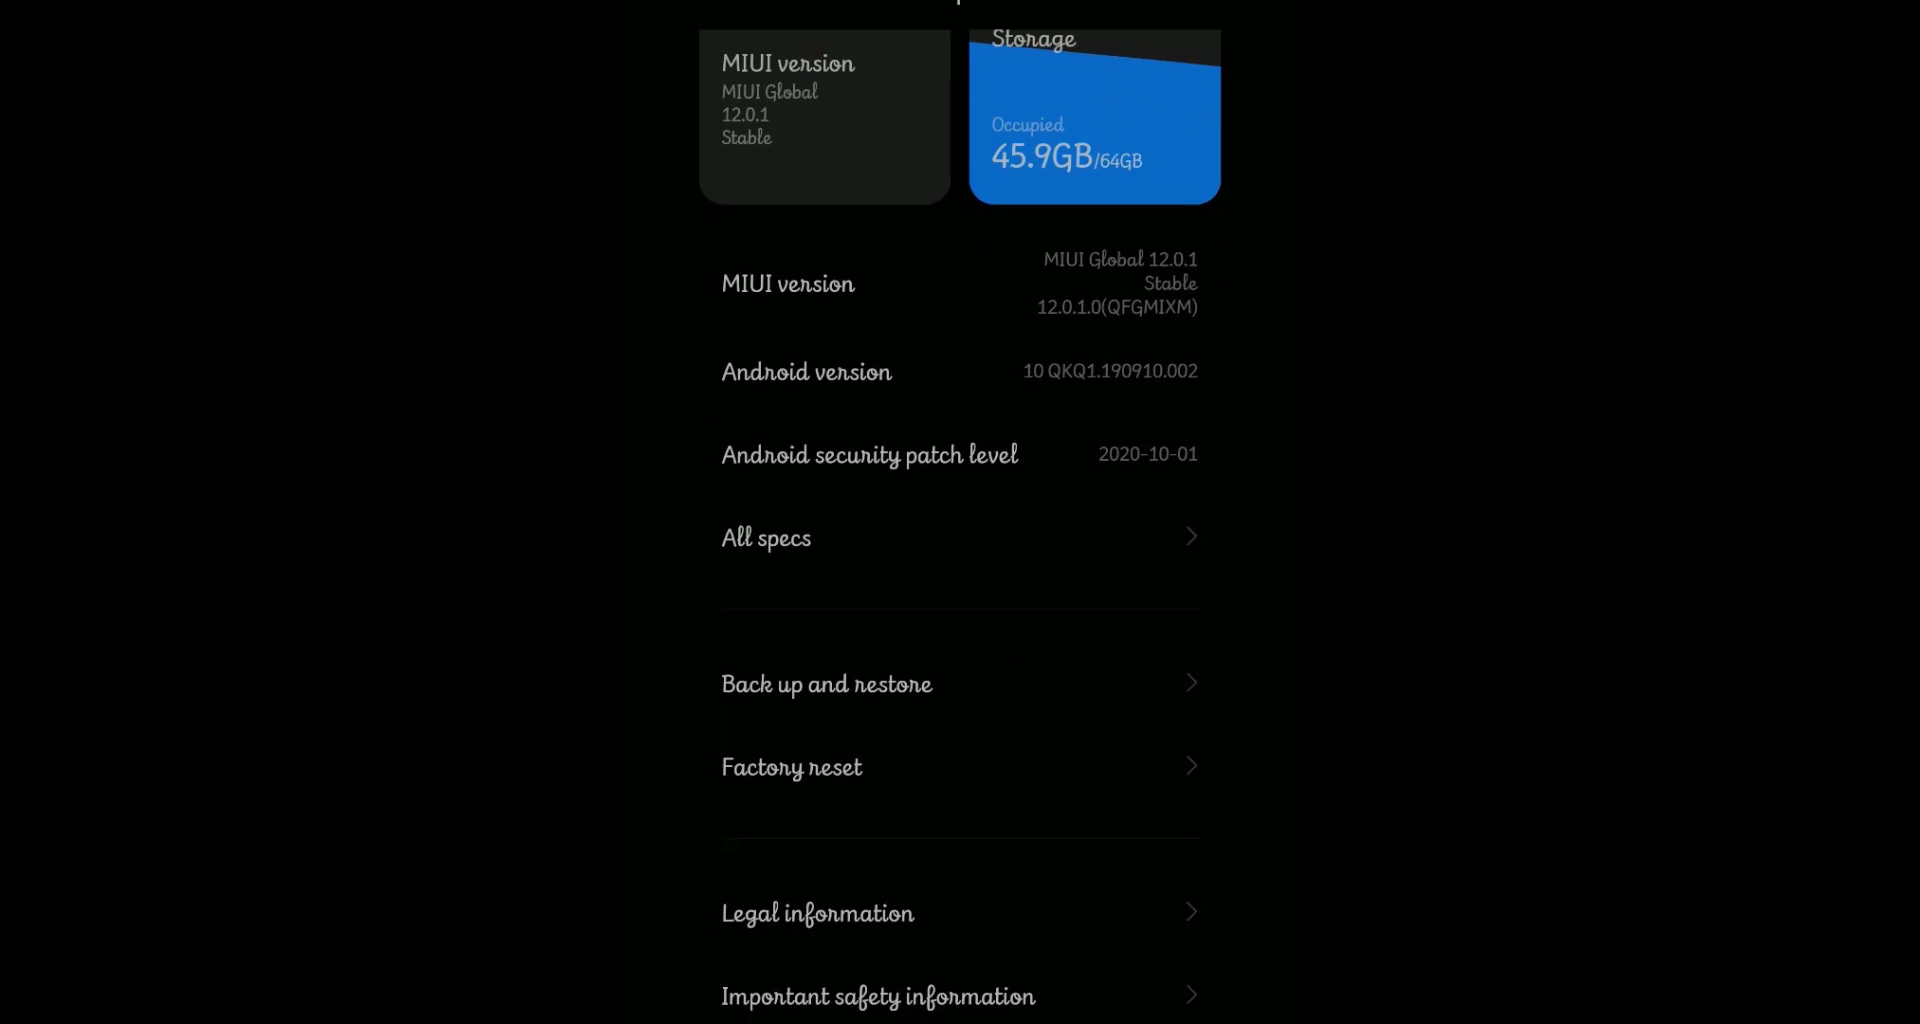 MIUI version
MIUI Global
12.0.1
Stable
Storage
Occupied
45.9GB/64GB
MIUI version
MIUI Global 12.0.1
Stable
12.0.1.0(QFGMIXM)
Android version
10 QKQ1.190910.002
Android security patch level
2020-10-01
All specs
Back up and restore
Factory reset
Legal information
Important safety information